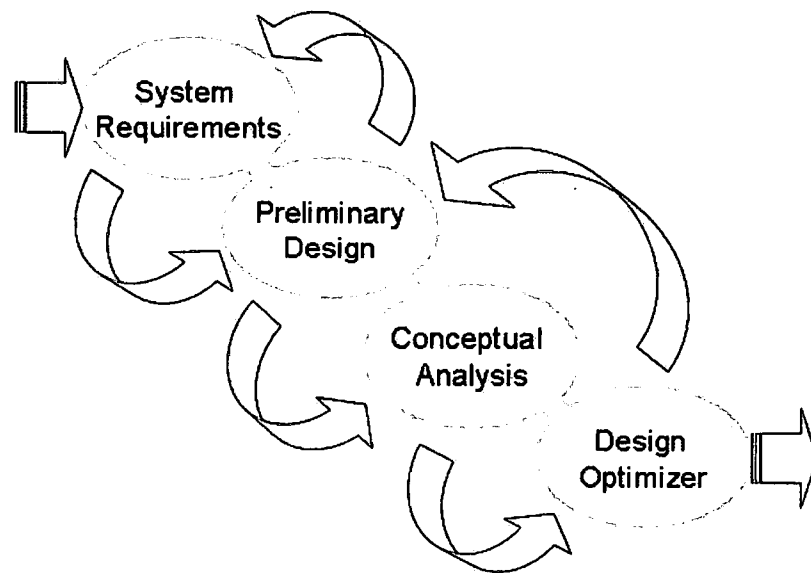 System
Requirements
Preliminary
Design
Conceptual
Analysis
Design
Optimizer